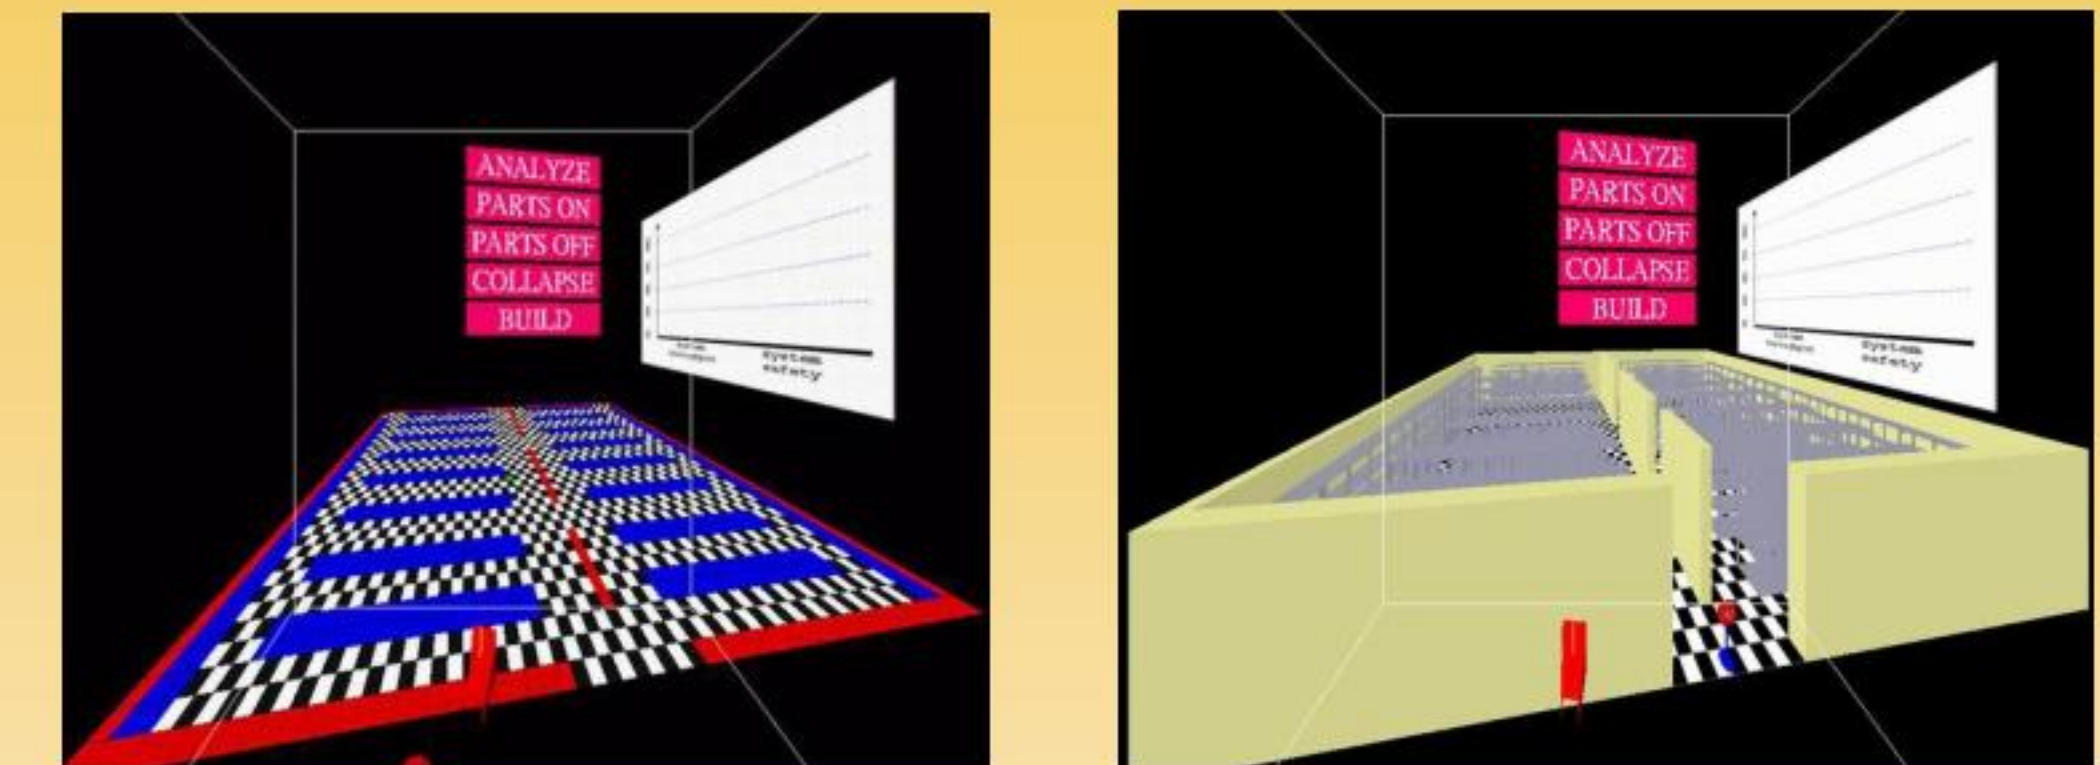 ANALYZE
PARTS ON
PARTS OFF
COLLAPSE
BUILD
system
safety
ANALYZE
PARTS ON
PARTS OFF
COLLAPSE
BUILD
system
safety